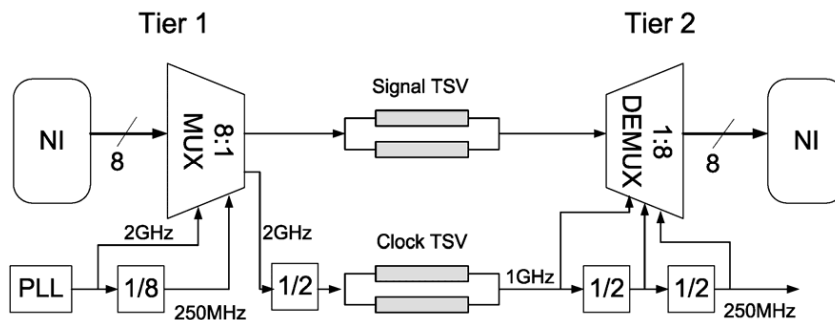 Tier 1
Tier 2
Signal TSV
NI
8
8:1
MUX
1:8
DEMUX
8
NI
2GHz
2GHz
Clock TSV
1GHz
PLL
1/8
250MHz
1/2
1/2
1/2
250MHz